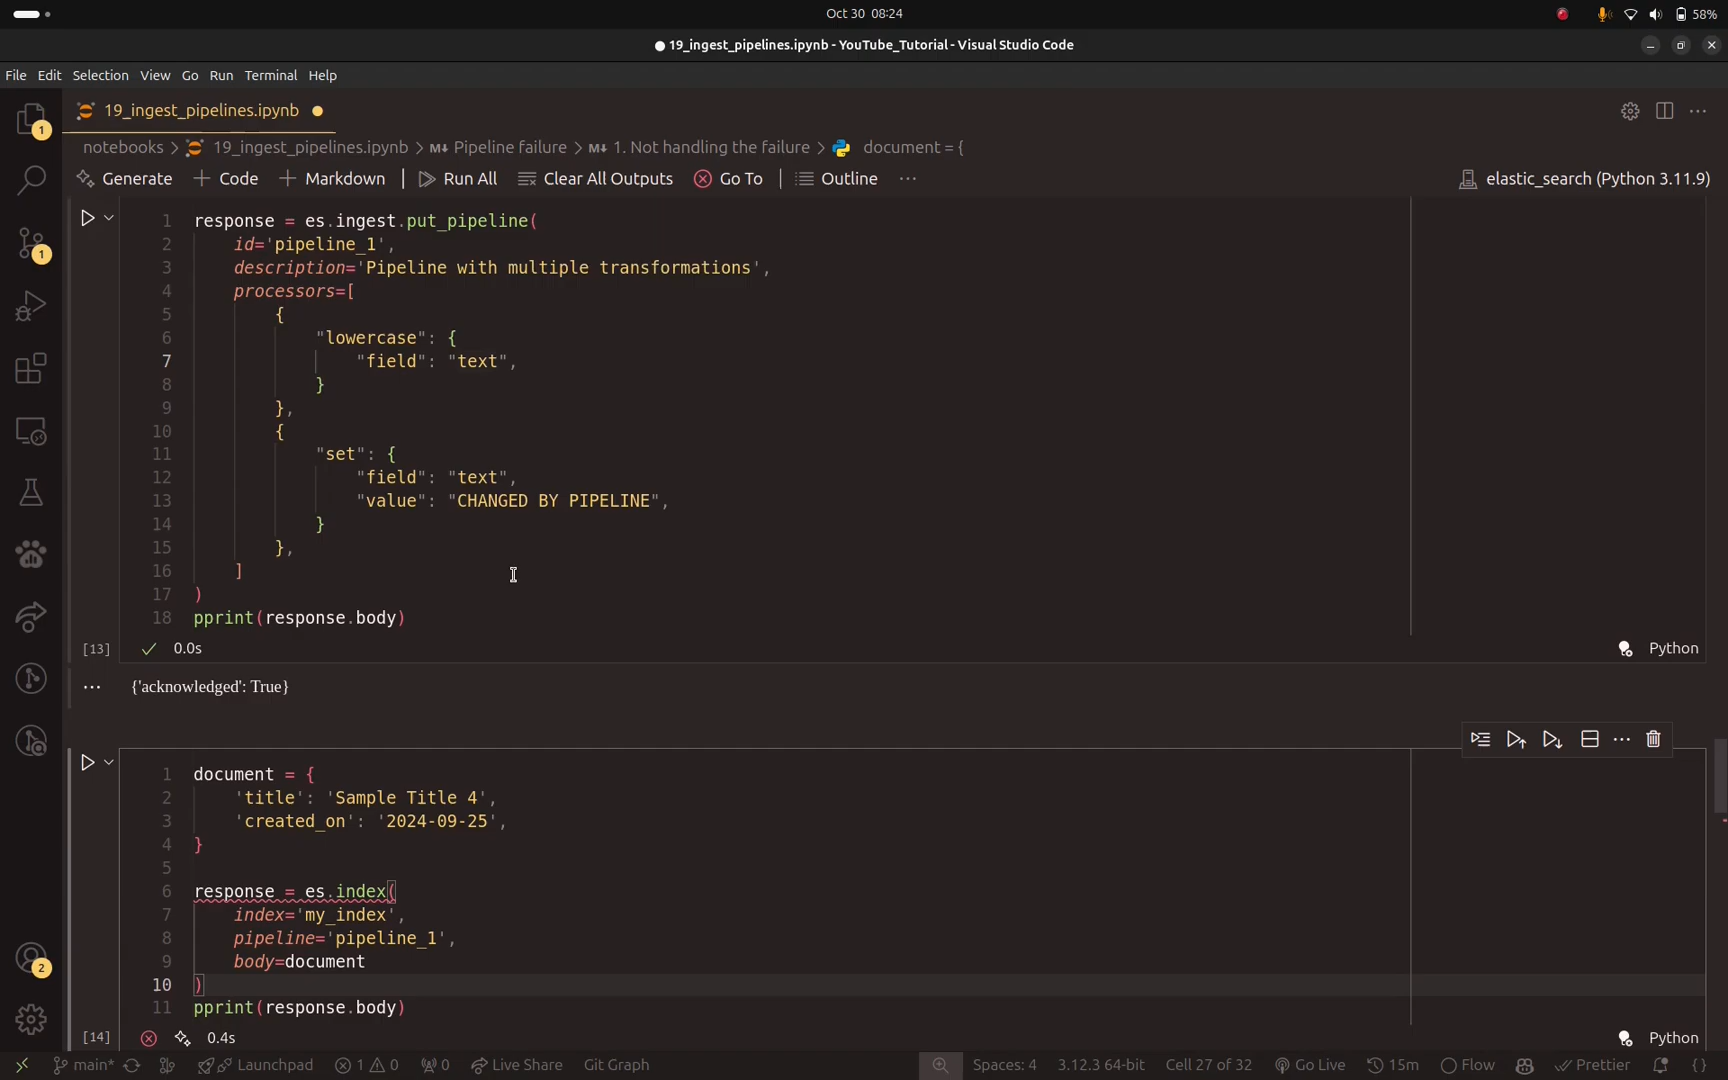 Oct 30 08:24
58%
19_ingest_pipelines.ipynb - YouTube_Tutorial - Visual Studio Code
File Edit Selection View Go Run Terminal Help
1
19_ingest_pipelines.ipynb
notebooks > 19_ingest_pipelines.ipynb > M↓ Pipeline failure > M↓ 1. Not handling the failure > document = {
Generate + Code + Markdown | Run All Clear All Outputs Go To | Outline ···
elastic_search (Python 3.11.9)
1 response = es.ingest.put_pipeline(
2 id='pipeline_1',
3 description='Pipeline with multiple transformations',
4 processors=[
5 {
6 "lowercase": {
7 "field": "text",
8 }
9 },
10 {
11 "set": {
12 "field": "text",
13 "value": "CHANGED BY PIPELINE",
14 }
15 },
16 ]
17 )
18 pprint(response.body)
[13] 0.0s
Python
1
{'acknowledged': True}
1 document = {
2 'title': 'Sample Title 4',
3 'created_on': '2024-09-25',
4 }
5
6 response = es.index(
7 index='my_index',
8 pipeline='pipeline_1',
9 body=document
10 )
11 pprint(response.body)
[14] 0.4s
Python
2
main* Launchpad 1 0 0 Live Share Git Graph
Spaces: 4 3.12.3 64-bit Cell 27 of 32 Go Live 15m Flow Prettier {}